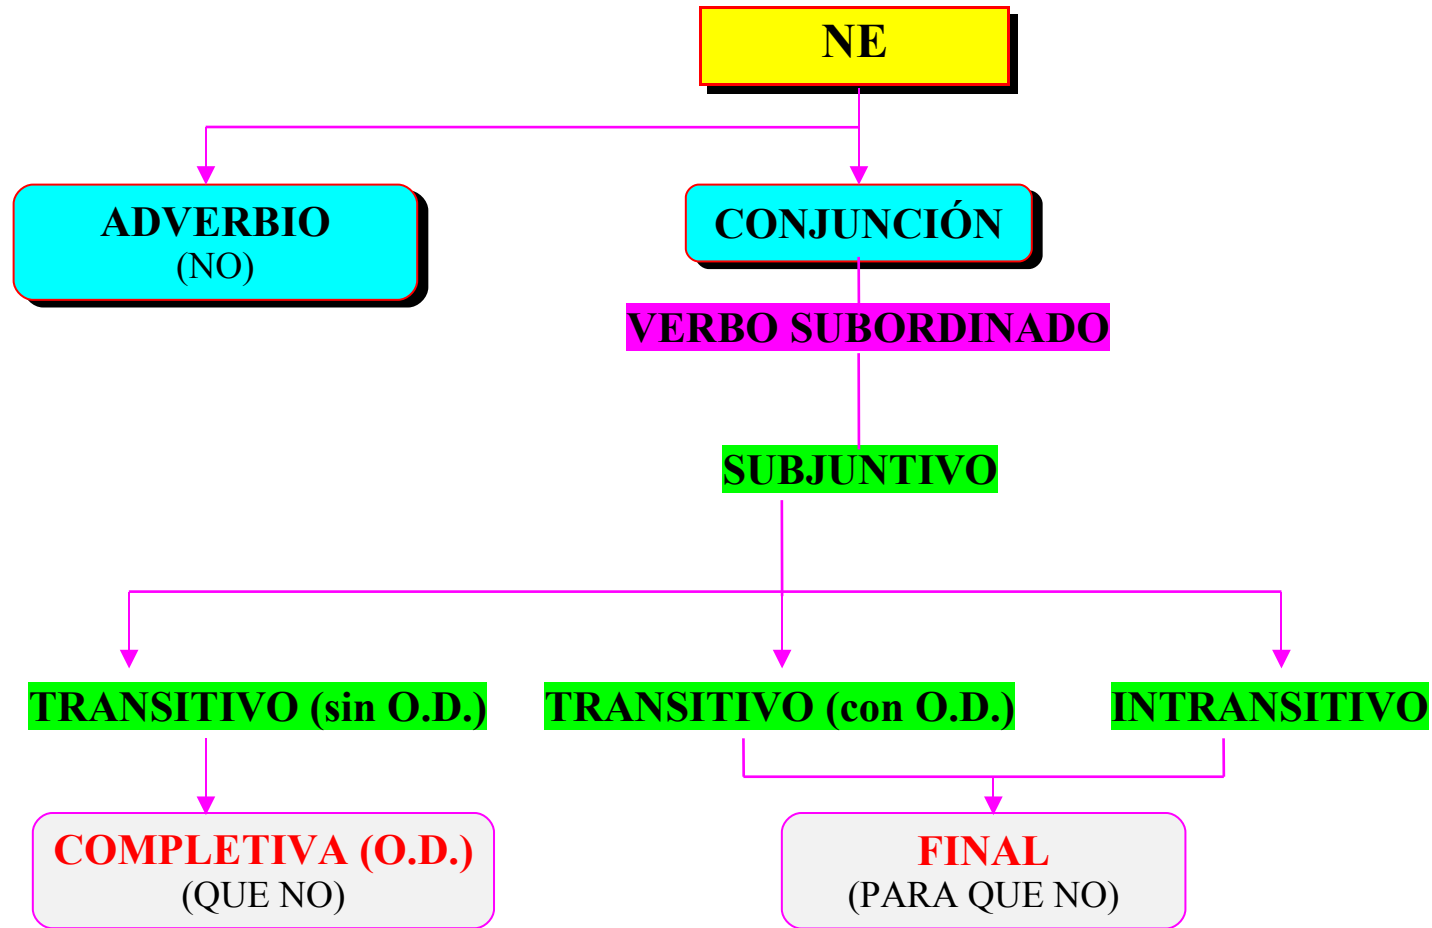 NE
ADVERBIO
(NO)
CONJUNCIÓN
VERBO SUBORDINADO
SUBJUNTIVO
TRANSITIVO (sin O.D.)
TRANSITIVO (con O.D.)
INTRANSITIVO
COMPLETIVA (O.D.)
(QUE NO)
FINAL
(PARA QUE NO)